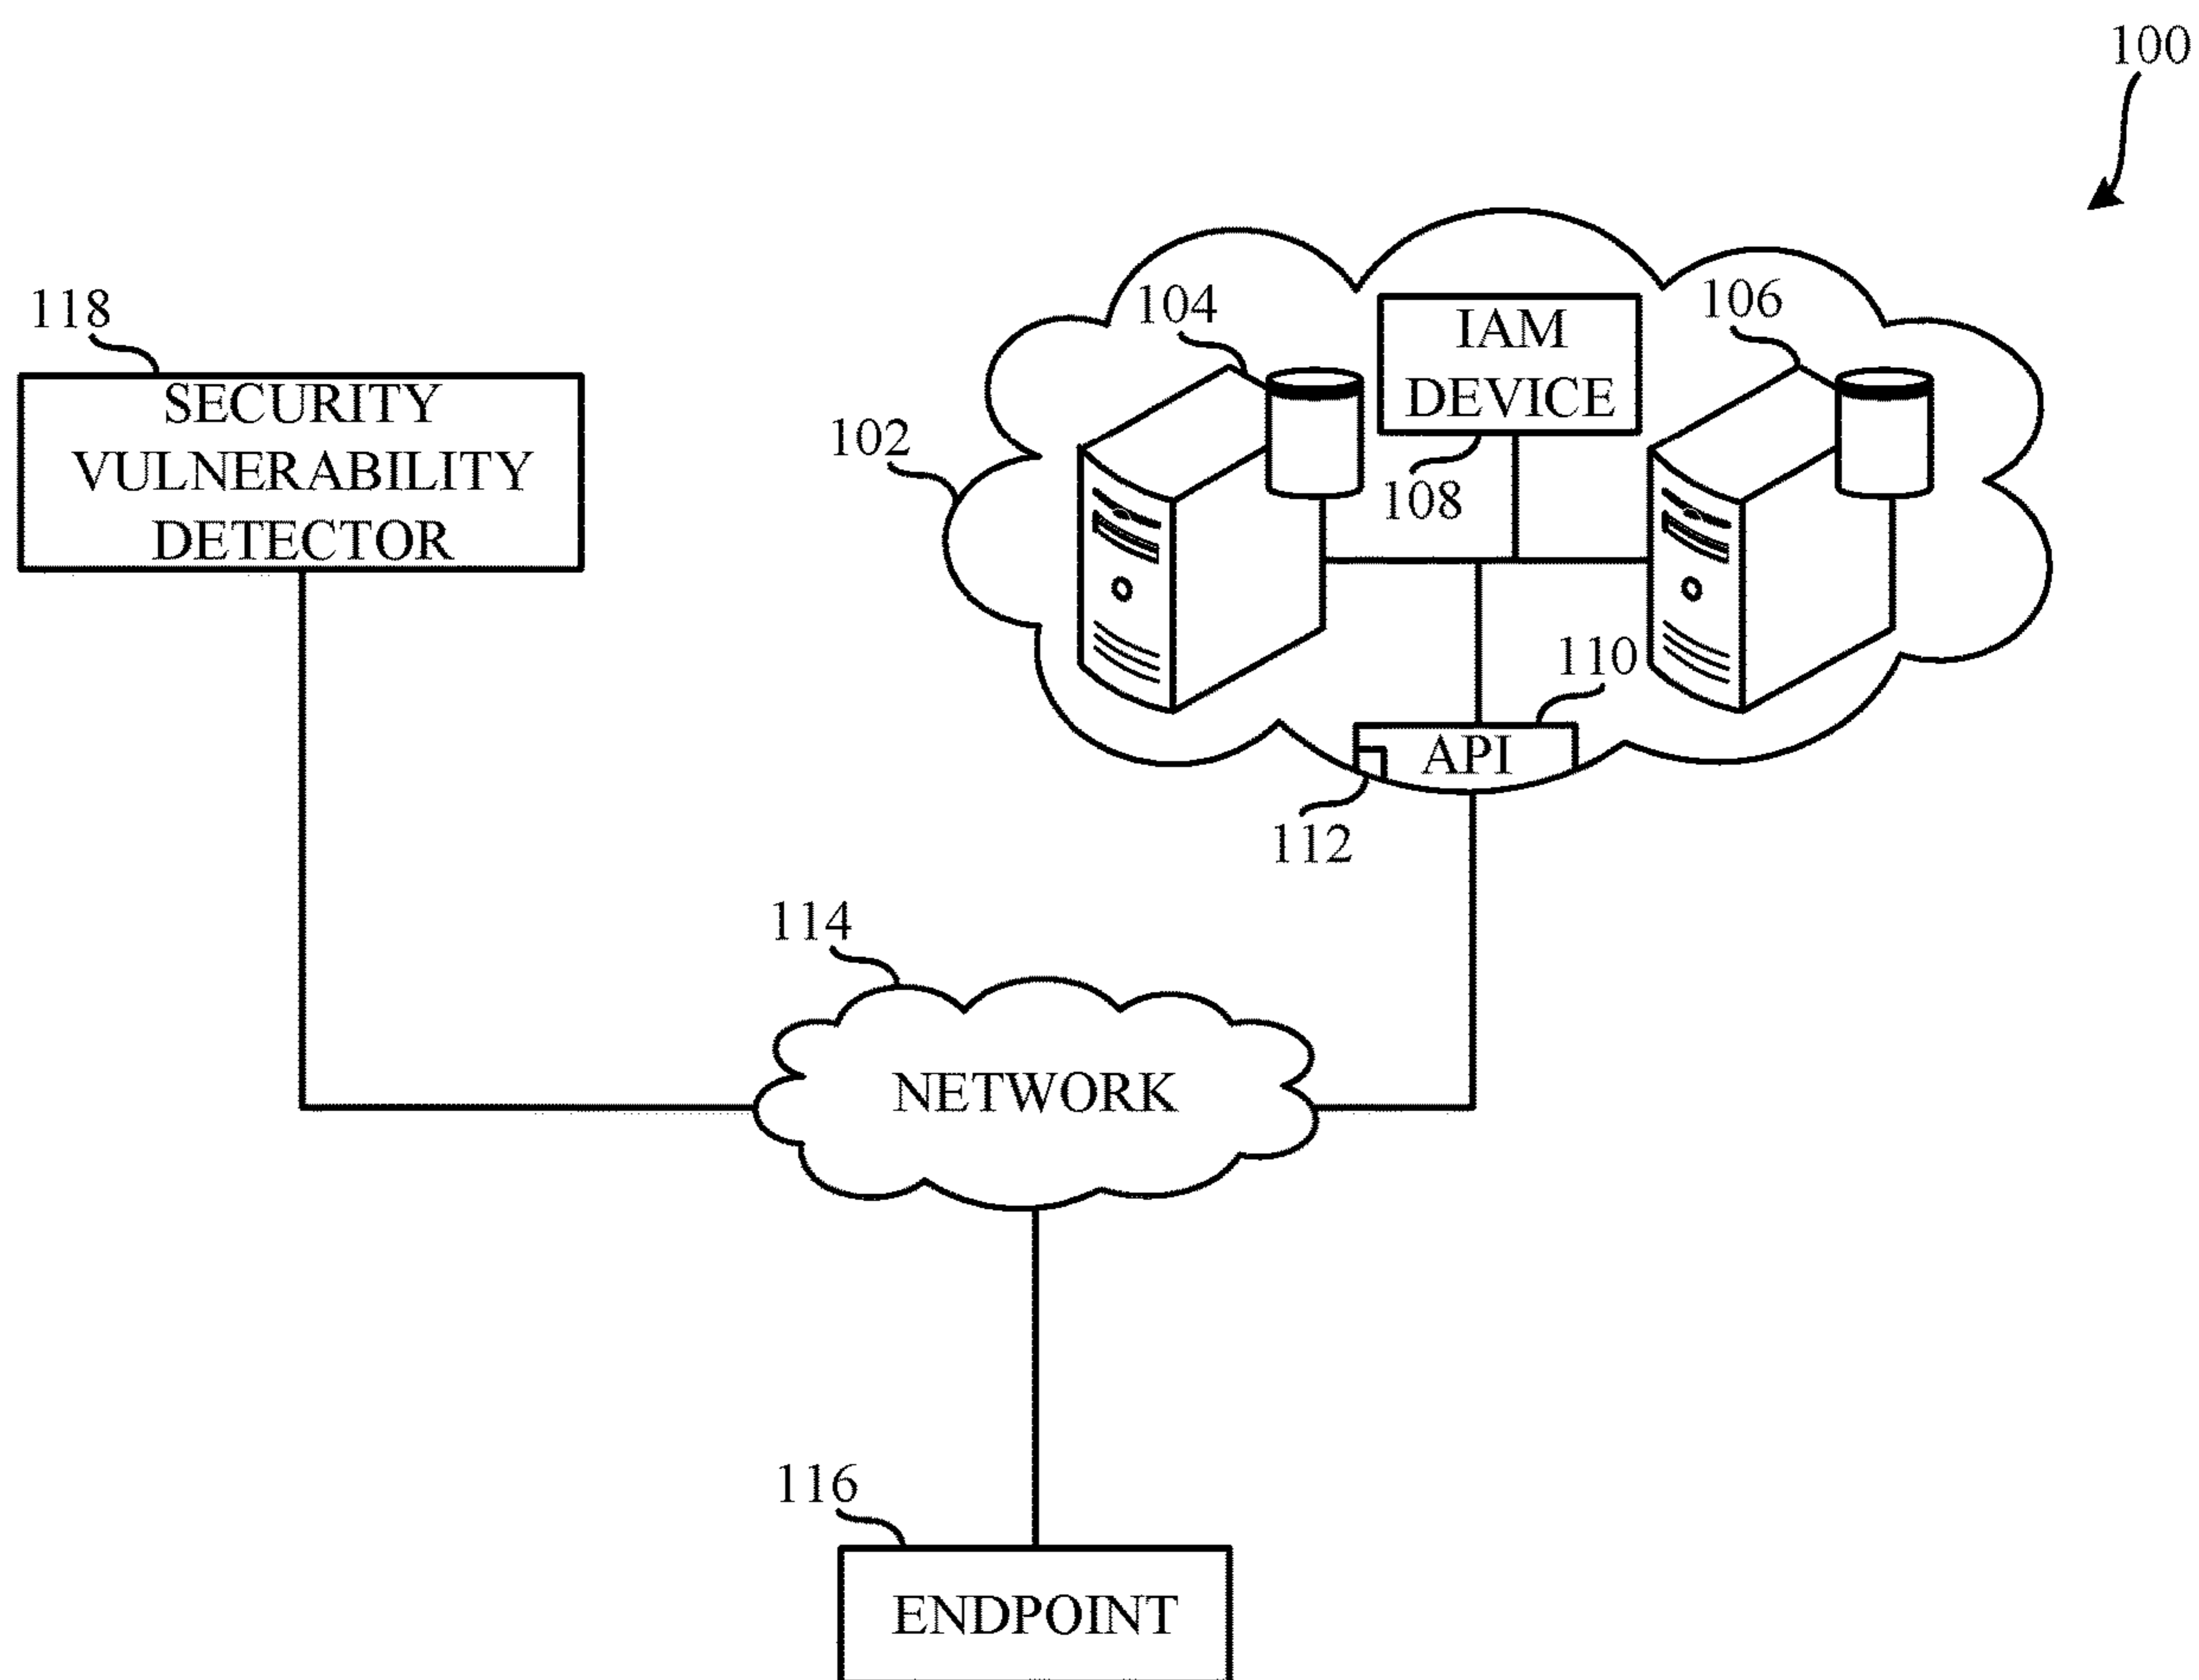 100
118
SECURITY
VULNERABILITY
DETECTOR
102
104
IAM
DEVICE
108
106
110
API
112
114
NETWORK
116
ENDPOINT